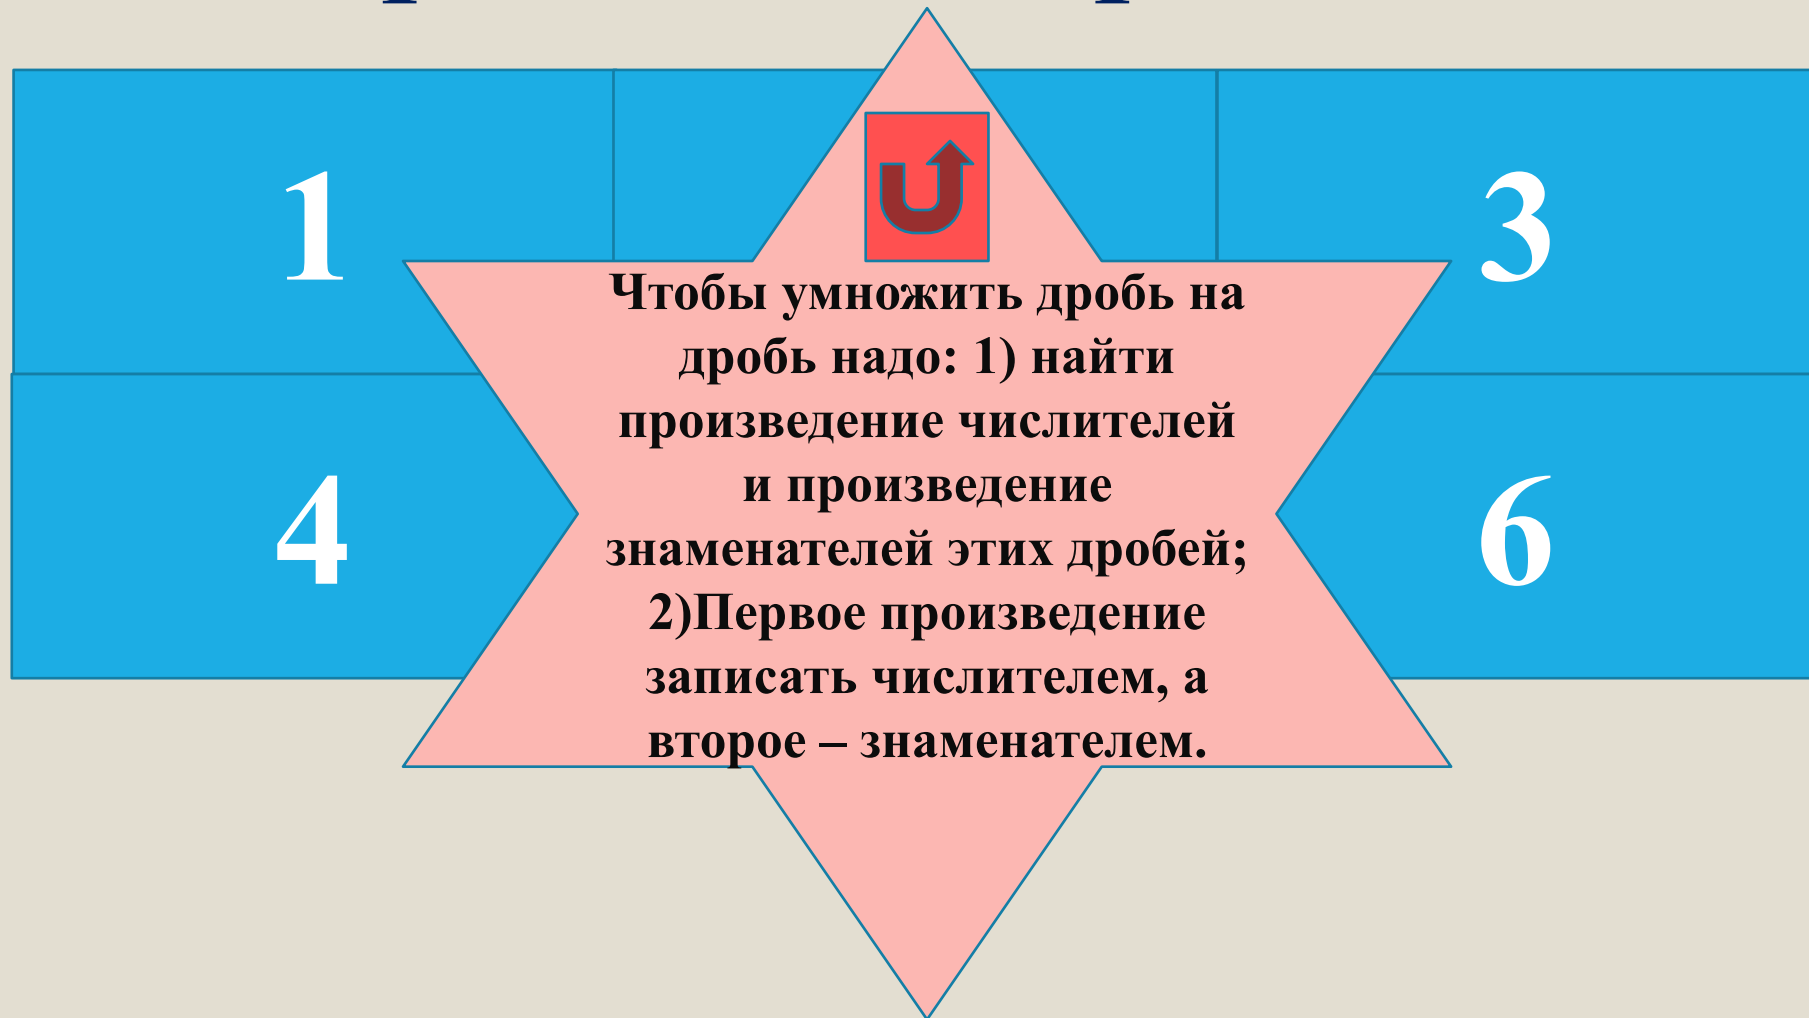 1
3
Чтобы умножить дробь на
дробь надо: 1) найти
произведение числителей
и произведение
знаменателей этих дробей;
2)Первое произведение
записать числителем, а
второе – знаменателем.
4
6